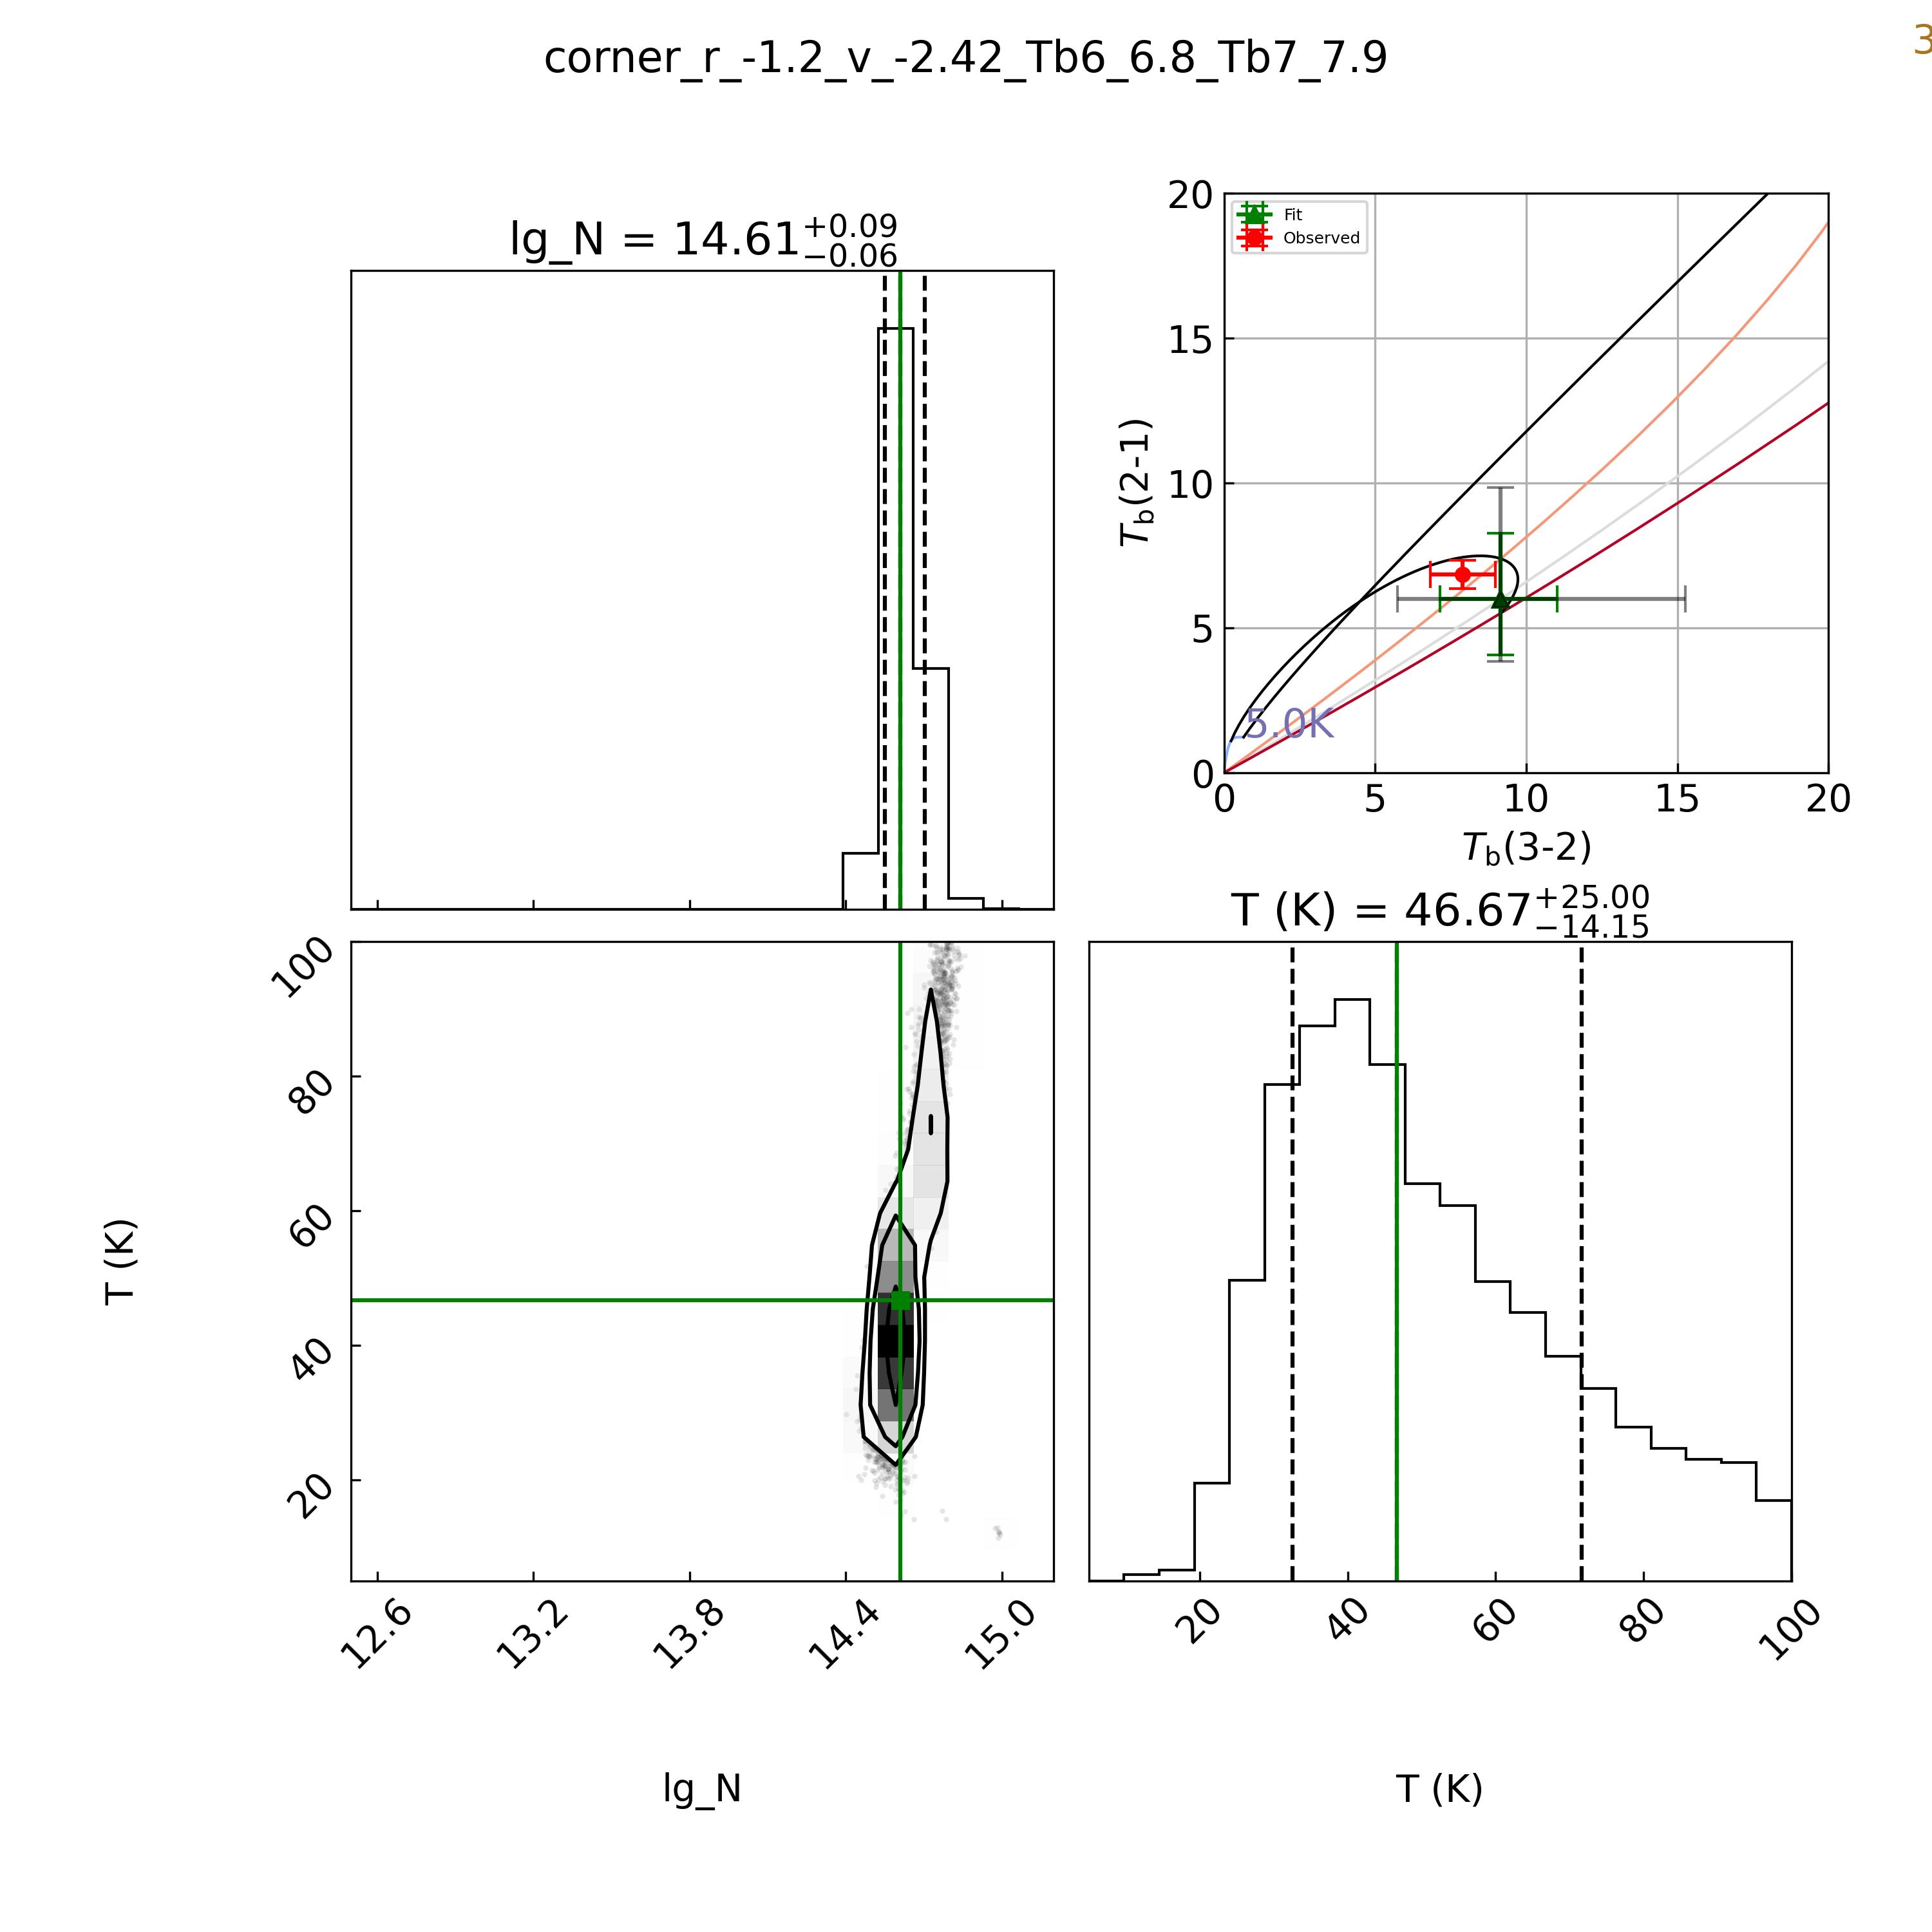 corner_r_-1.2_v_-2.42_Tb6_6.8_Tb7_7.9
3
lg_N = 14.61+0.09−0.06
20
15
10
5
0
Tb(2-1)
Fit
Observed
5.0K
0 5 10 15 20
Tb(3-2)
T (K) = 46.67+25.00−14.15
100
80
60
40
20
T (K)
12.6 13.2 13.8 14.4 15.0
lg_N
20 40 60 80 100
T (K)